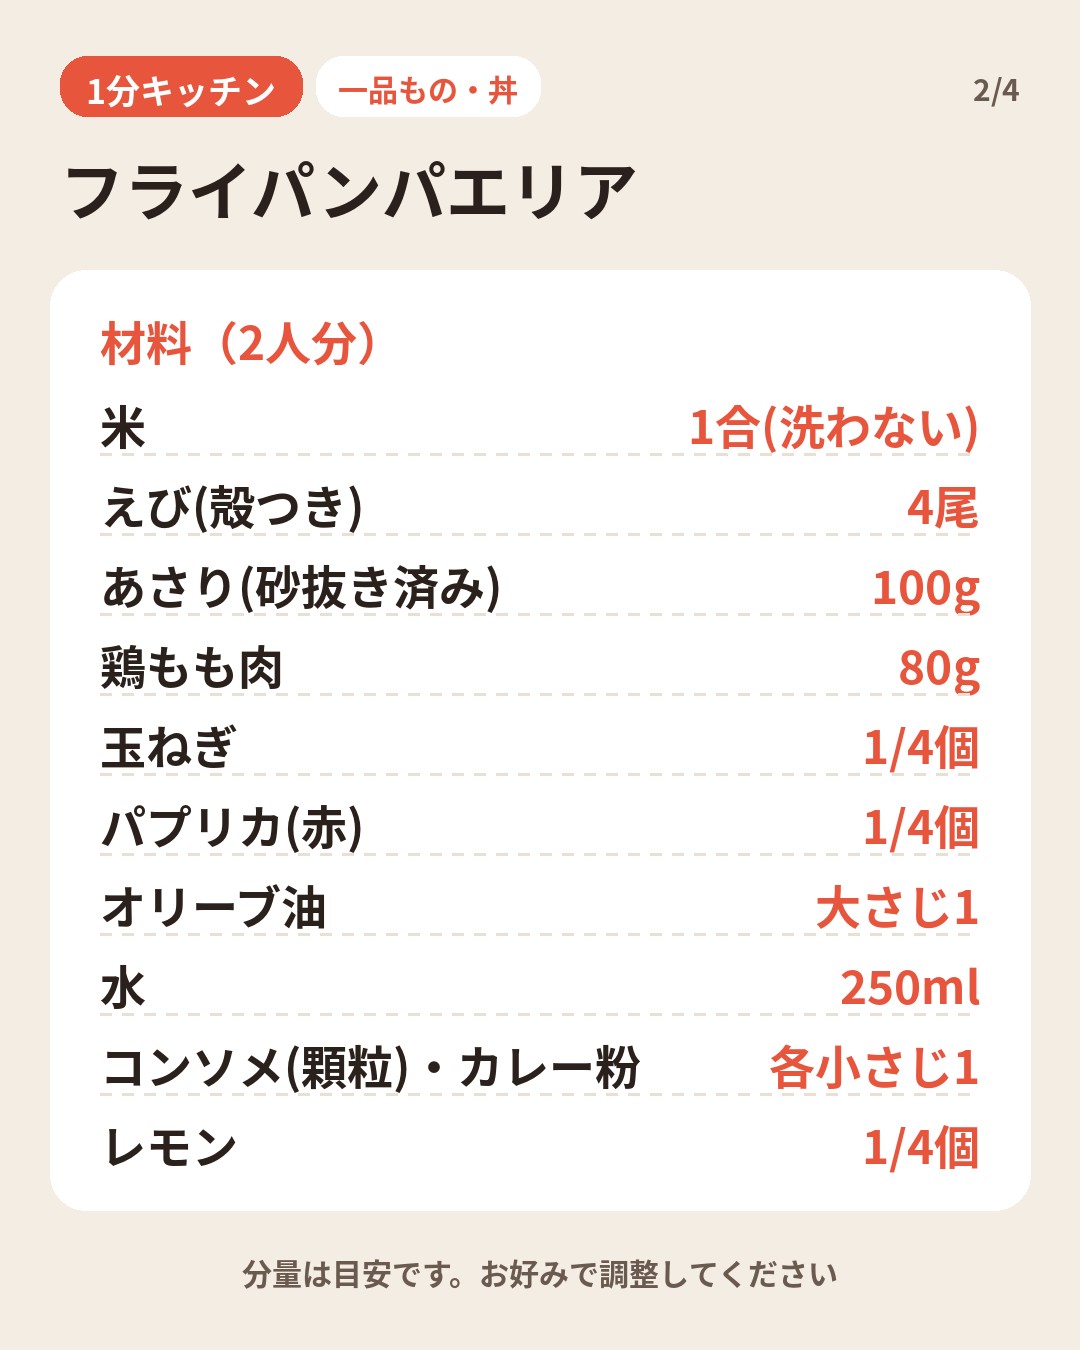 1分キッチン 一品もの・丼 2/4
フライパンパエリア
材料（2人分）
米 1合(洗わない)
えび(殻つき) 4尾
あさり(砂抜き済み) 100g
鶏もも肉 80g
玉ねぎ 1/4個
パプリカ(赤) 1/4個
オリーブ油 大さじ1
水 250ml
コンソメ(顆粒)・カレー粉 各小さじ1
レモン 1/4個
分量は目安です。お好みで調整してください